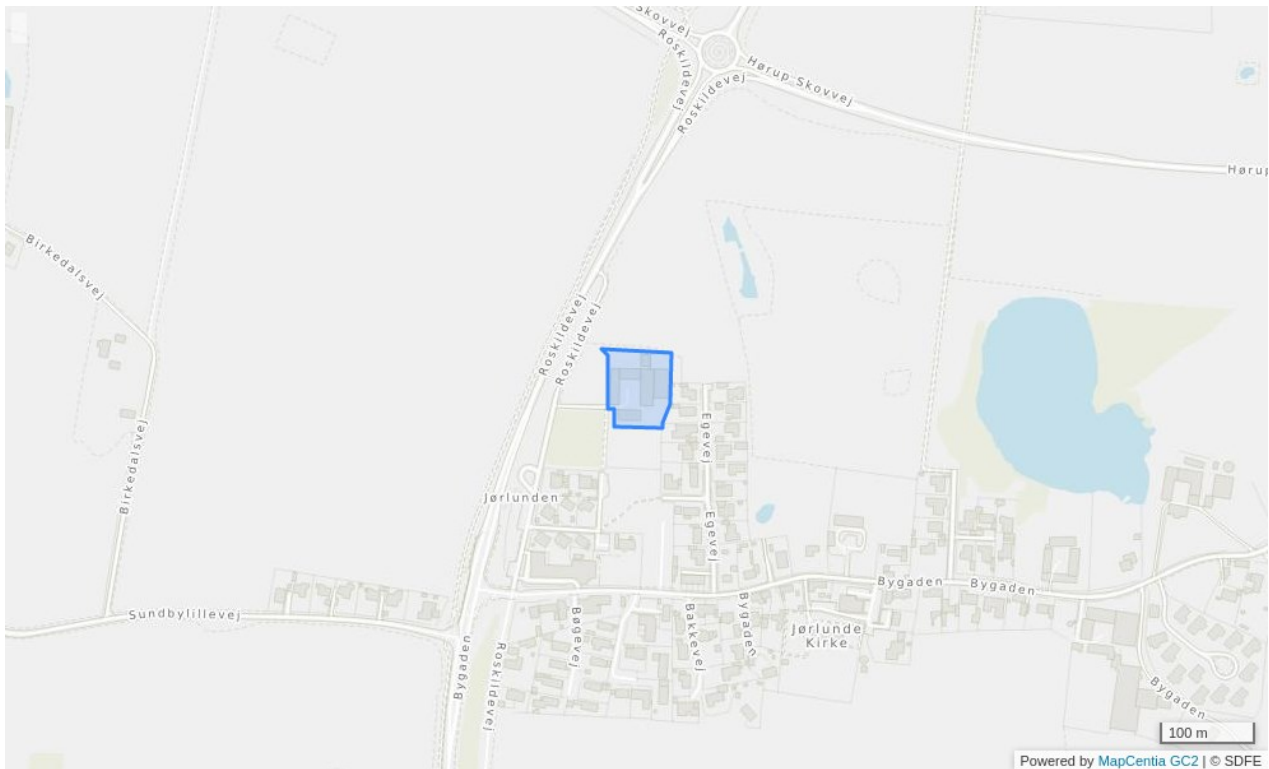 Skovvej
Roskildevej
Hørup Skovvej
Roskildevej
Hørup
Birkedalsvej
Roskildevej
Roskildevej
Birkedalsvej
Egevej
Jørlunden
Egevej
Bygaden
Bygaden
Sundbylillevej
Bøgevej
Bakkevej
Bygaden
Jørlunde
Kirke
Bygaden
Roskildevej
Bygaden
100 m
Powered by MapCentia GC2 | © SDFE